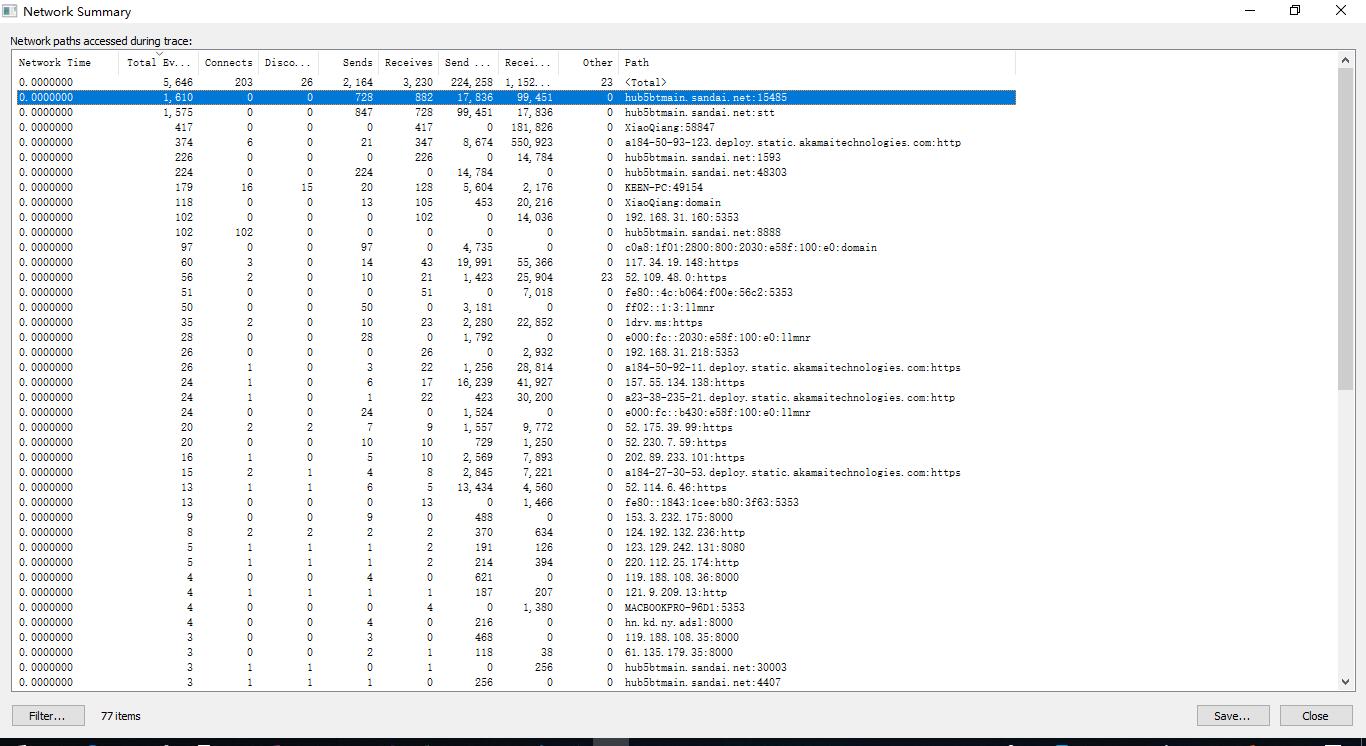 Network Summary
Network paths accessed during trace:
Network Time Total Ev... Connects Disco... Sends Receives Send ... Recei... Other Path
0.0000000 5,646 203 26 2,164 3,230 224,258 1,152... 23 <Total>
0.0000000 1,610 0 0 728 882 17,836 99,451 0 hub5btmain.sandai.net:15485
0.0000000 1,575 0 0 847 728 99,451 17,836 0 hub5btmain.sandai.net:stt
0.0000000 417 0 0 0 417 0 181,826 0 XiaoQiang:58847
0.0000000 374 6 0 21 347 8,674 550,923 0 a184-50-93-123.deploy.static.akamaitechnologies.com:http
0.0000000 226 0 0 0 226 0 14,784 0 hub5btmain.sandai.net:1593
0.0000000 224 0 0 224 0 14,784 0 0 hub5btmain.sandai.net:48303
0.0000000 179 16 15 20 128 5,604 2,176 0 KEEN-PC:49154
0.0000000 118 0 0 13 105 453 20,216 0 XiaoQiang:domain
0.0000000 102 0 0 0 102 0 14,036 0 192.168.31.160:5353
0.0000000 102 102 0 0 0 0 0 0 hub5btmain.sandai.net:8888
0.0000000 97 0 0 97 0 4,735 0 0 c0a8:1f01:2800:800:2030:e58f:100:e0:domain
0.0000000 60 3 0 14 43 19,991 55,366 0 117.34.19.148:https
0.0000000 56 2 0 10 21 1,423 25,904 23 52.109.48.0:https
0.0000000 51 0 0 0 51 0 7,018 0 fe80::4c:b064:f00e:56c2:5353
0.0000000 50 0 0 50 0 3,181 0 0 ff02::1:3:llmnr
0.0000000 35 2 0 10 23 2,280 22,852 0 1drv.ms:https
0.0000000 28 0 0 28 0 1,792 0 0 e000:fc::2030:e58f:100:e0:llmnr
0.0000000 26 0 0 0 26 0 2,932 0 192.168.31.218:5353
0.0000000 26 1 0 3 22 1,256 28,814 0 a184-50-92-11.deploy.static.akamaitechnologies.com:https
0.0000000 24 1 0 6 17 16,239 41,927 0 157.55.134.138:https
0.0000000 24 1 0 1 22 423 30,200 0 a23-38-235-21.deploy.static.akamaitechnologies.com:http
0.0000000 24 0 0 24 0 1,524 0 0 e000:fc::b430:e58f:100:e0:llmnr
0.0000000 20 2 2 7 9 1,557 9,772 0 52.175.39.99:https
0.0000000 20 0 0 10 10 729 1,250 0 52.230.7.59:https
0.0000000 16 1 0 5 10 2,569 7,893 0 202.89.233.101:https
0.0000000 15 2 1 4 8 2,845 7,221 0 a184-27-30-53.deploy.static.akamaitechnologies.com:https
0.0000000 13 1 1 6 5 13,434 4,560 0 52.114.6.46:https
0.0000000 13 0 0 0 13 0 1,466 0 fe80::1843:1cee:b80:3f63:5353
0.0000000 9 0 0 9 0 488 0 0 153.3.232.175:8000
0.0000000 8 2 2 2 2 370 634 0 124.192.132.236:http
0.0000000 5 1 1 1 2 191 126 0 123.129.242.131:8080
0.0000000 5 1 1 1 2 214 394 0 220.112.25.174:http
0.0000000 4 0 0 4 0 621 0 0 119.188.108.36:8000
0.0000000 4 1 1 1 1 187 207 0 121.9.209.13:http
0.0000000 4 0 0 0 4 0 1,380 0 MACBOOKPRO-96D1:5353
0.0000000 4 0 0 4 0 216 0 0 hn.kd.ny.adsl:8000
0.0000000 3 0 0 3 0 468 0 0 119.188.108.35:8000
0.0000000 3 0 0 2 1 118 38 0 61.135.179.35:8000
0.0000000 3 1 1 0 1 0 256 0 hub5btmain.sandai.net:30003
0.0000000 3 1 1 1 0 256 0 0 hub5btmain.sandai.net:4407
Filter... 77 items Save... Close